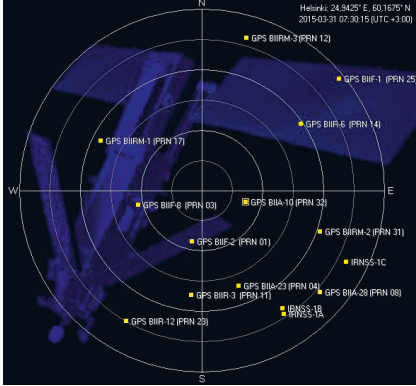 Helsinki: 24,9425° E, 60,1675° N
2015-03-31 07:30:15 (UTC +3:00)
N
GPS BIIRM-3 (PRN 12)
GPS BIIF-1 (PRN 25)
GPS BIIR-6 (PRN 14)
GPS BIIRM-1 (PRN 17)
W
E
GPS BIIF-8 (PRN 03)
GPS BIIA-10 (PRN 32)
GPS BIIRM-2 (PRN 31)
GPS BIIF-2 (PRN 01)
IRNSS-1C
GPS BIIA-23 (PRN 04)
GPS BIIR-3 (PRN 11)
GPS BIIA-28 (PRN 08)
IRNSS-1B
IRNSS-1A
GPS BIIR-12 (PRN 23)
S